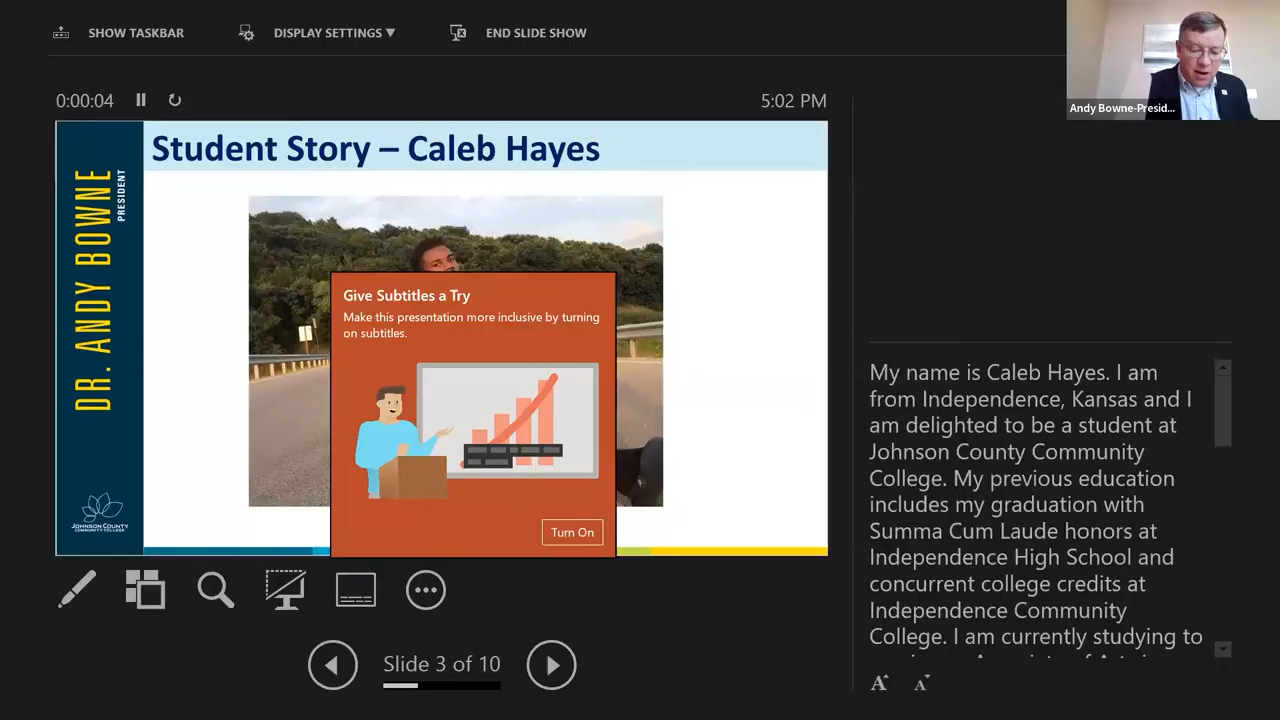 SHOW TASKBAR
DISPLAY SETTINGS ▼
END SLIDE SHOW
Andy Bowne-Presid...
0:00:04
5:02 PM
DR. ANDY BOWNE
PRESIDENT
JOHNSON COUNTY
COMMUNITY COLLEGE
Student Story – Caleb Hayes
Give Subtitles a Try
Make this presentation more inclusive by turning
on subtitles.
Turn On
Slide 3 of 10
My name is Caleb Hayes. I am
from Independence, Kansas and I
am delighted to be a student at
Johnson County Community
College. My previous education
includes my graduation with
Summa Cum Laude honors at
Independence High School and
concurrent college credits at
Independence Community
College. I am currently studying to
A A